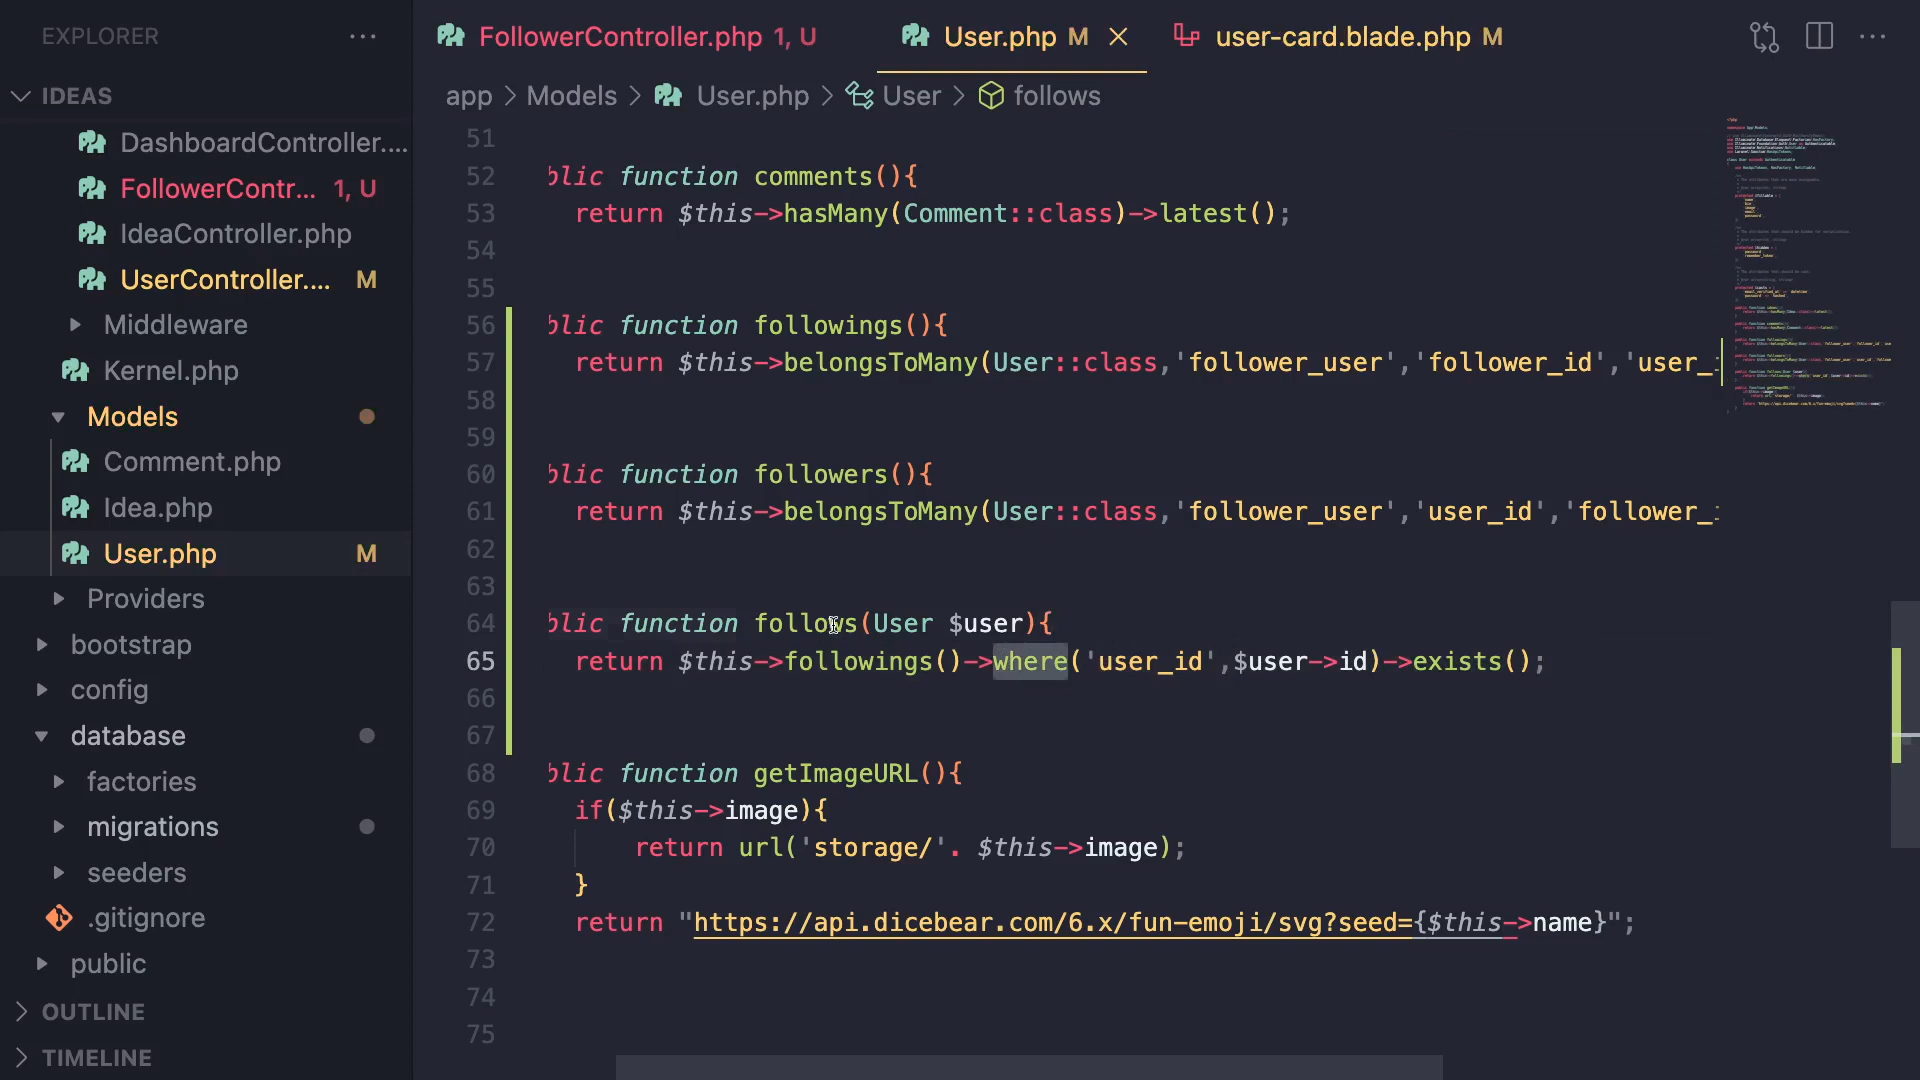 EXPLORER
IDEAS
DashboardController....
FollowerContr... 1, U
IdeaController.php
UserController.... M
Middleware
Kernel.php
Models
Comment.php
Idea.php
User.php M
Providers
bootstrap
config
database
factories
migrations
seeders
.gitignore
public
OUTLINE
TIMELINE
FollowerController.php 1, U
User.php M
user-card.blade.php M
app > Models > User.php > User > follows
51
52 blic function comments(){
53 return $this->hasMany(Comment::class)->latest();
54
55
56 blic function followings(){
57 return $this->belongsToMany(User::class,'follower_user','follower_id','user_
58
59
60 blic function followers(){
61 return $this->belongsToMany(User::class,'follower_user','user_id','follower_
62
63
64 blic function follows(User $user){
65 return $this->followings()->where('user_id',$user->id)->exists();
66
67
68 blic function getImageURL(){
69 if($this->image){
70 return url('storage/'. $this->image);
71 }
72 return "https://api.dicebear.com/6.x/fun-emoji/svg?seed={$this->name}";
73
74
75